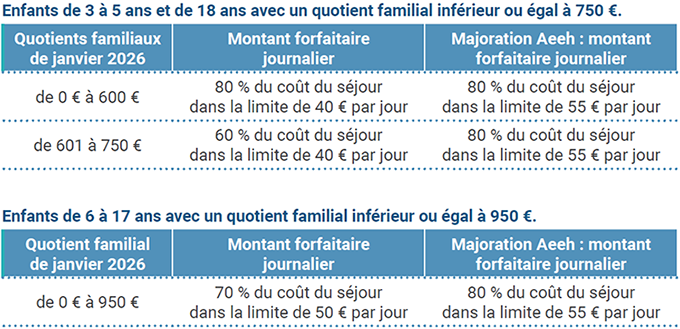 Enfants de 3 à 5 ans et de 18 ans avec un quotient familial inférieur ou égal à 750 €.
Quotients familiaux
de janvier 2026
Montant forfaitaire
journalier
Majoration Aeeh : montant
forfaitaire journalier
de 0 € à 600 €
80 % du coût du séjour
dans la limite de 40 € par jour
80 % du coût du séjour
dans la limite de 55 € par jour
de 601 à 750 €
60 % du coût du séjour
dans la limite de 40 € par jour
80 % du coût du séjour
dans la limite de 55 € par jour
Enfants de 6 à 17 ans avec un quotient familial inférieur ou égal à 950 €.
Quotient familial
de janvier 2026
Montant forfaitaire
journalier
Majoration Aeeh : montant
forfaitaire journalier
de 0 € à 950 €
70 % du coût du séjour
dans la limite de 50 € par jour
80 % du coût du séjour
dans la limite de 55 € par jour